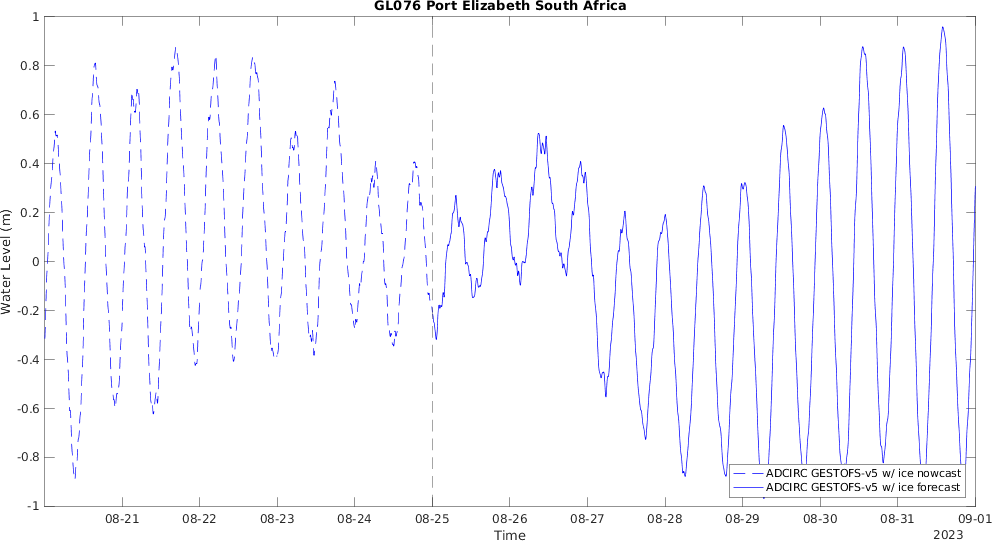 GL076 Port Elizabeth South Africa
1
0.8
0.6
0.4
0.2
0
-0.2
-0.4
-0.6
-0.8
-1
Water Level (m)
ADCIRC GESTOFS-v5 w/ ice nowcast
ADCIRC GESTOFS-v5 w/ ice forecast
08-21 08-22 08-23 08-24 08-25 08-26 08-27 08-28 08-29 08-30 08-31 09-01
Time
2023